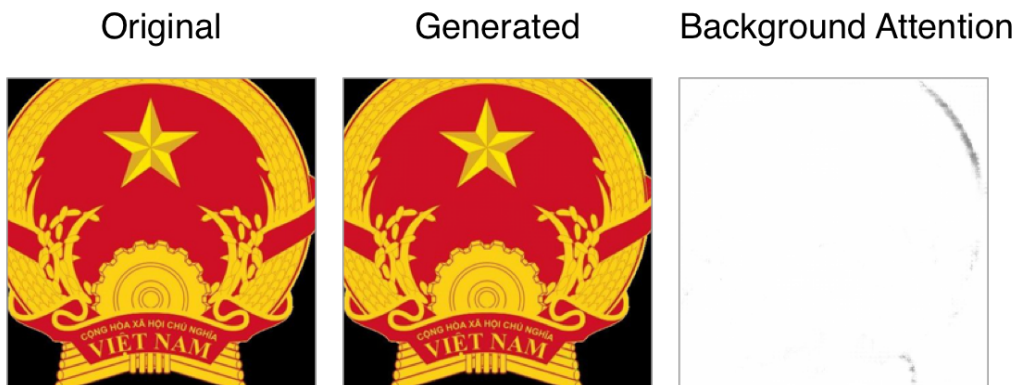 Original
Generated
Background Attention
CỘNG HÒA XÃ HỘI CHỦ NGHĨA
VIỆT NAM
CỘNG HÒA XÃ HỘI CHỦ NGHĨA
VIỆT NAM